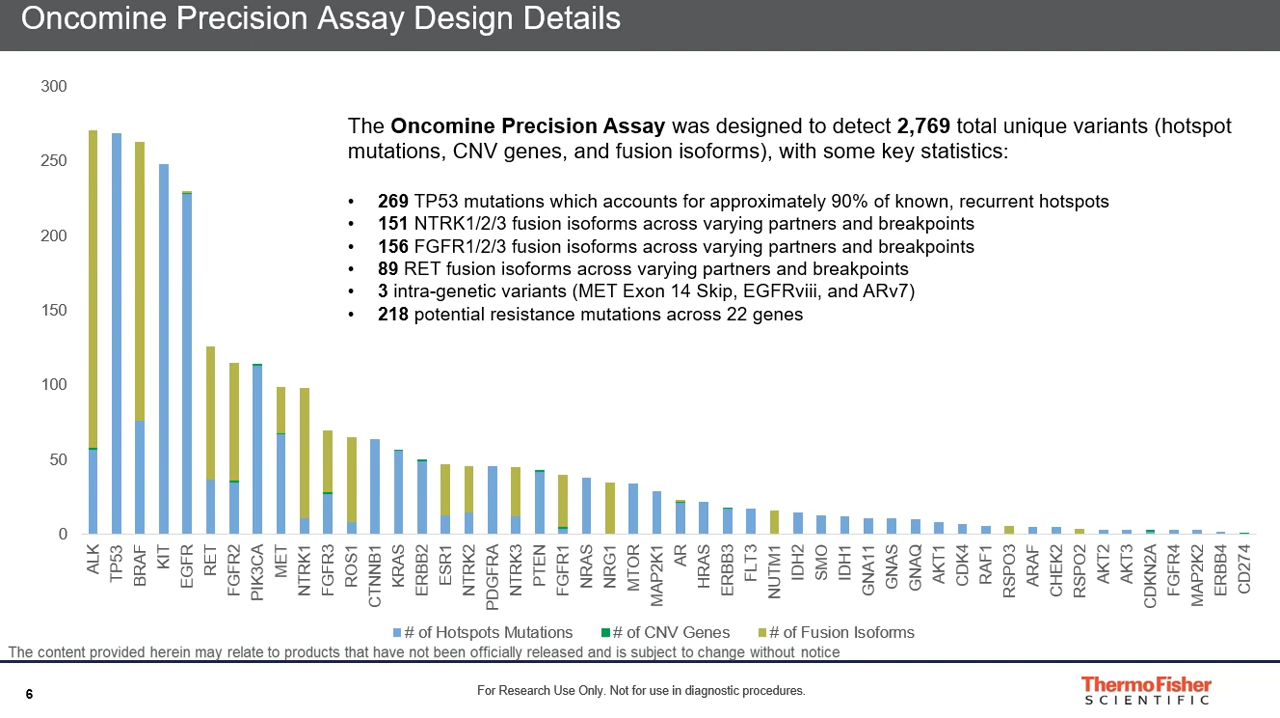 Oncomine Precision Assay Design Details
The Oncomine Precision Assay was designed to detect 2,769 total unique variants (hotspot
mutations, CNV genes, and fusion isoforms), with some key statistics:
• 269 TP53 mutations which accounts for approximately 90% of known, recurrent hotspots
• 151 NTRK1/2/3 fusion isoforms across varying partners and breakpoints
• 156 FGFR1/2/3 fusion isoforms across varying partners and breakpoints
• 89 RET fusion isoforms across varying partners and breakpoints
• 3 intra-genetic variants (MET Exon 14 Skip, EGFRviii, and ARv7)
• 218 potential resistance mutations across 22 genes
300
250
200
150
100
50
0
ALK
TP53
BRAF
KIT
EGFR
RET
FGFR2
PIK3CA
MET
NTRK1
FGFR3
ROS1
CTNNB1
KRAS
ERBB2
ESR1
NTRK2
PDGFRA
NTRK3
PTEN
FGFR1
NRAS
NRG1
MTOR
MAP2K1
AR
HRAS
ERBB3
FLT3
NUTM1
IDH2
SMO
IDH1
GNA11
GNAS
GNAQ
AKT1
CDK4
RAF1
RSPO3
ARAF
CHEK2
RSPO2
AKT2
AKT3
CDKN2A
FGFR4
MAP2K2
ERBB4
CD274
# of Hotspots Mutations # of CNV Genes # of Fusion Isoforms
The content provided herein may relate to products that have not been officially released and is subject to change without notice
6
For Research Use Only. Not for use in diagnostic procedures.
ThermoFisher
SCIENTIFIC